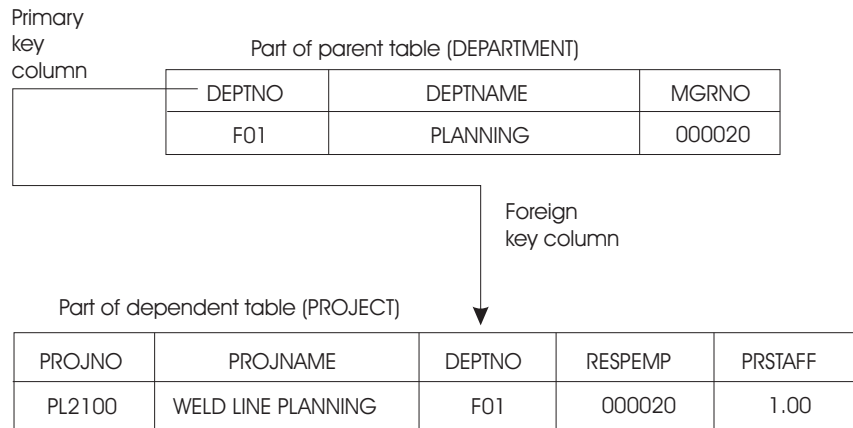 Primary
key
column
Part of parent table (DEPARTMENT)
DEPTNO DEPTNAME MGRNO
F01 PLANNING 000020
Foreign
key column
Part of dependent table (PROJECT)
PROJNO PROJNAME DEPTNO RESPEMP PRSTAFF
PL2100 WELD LINE PLANNING F01 000020 1.00